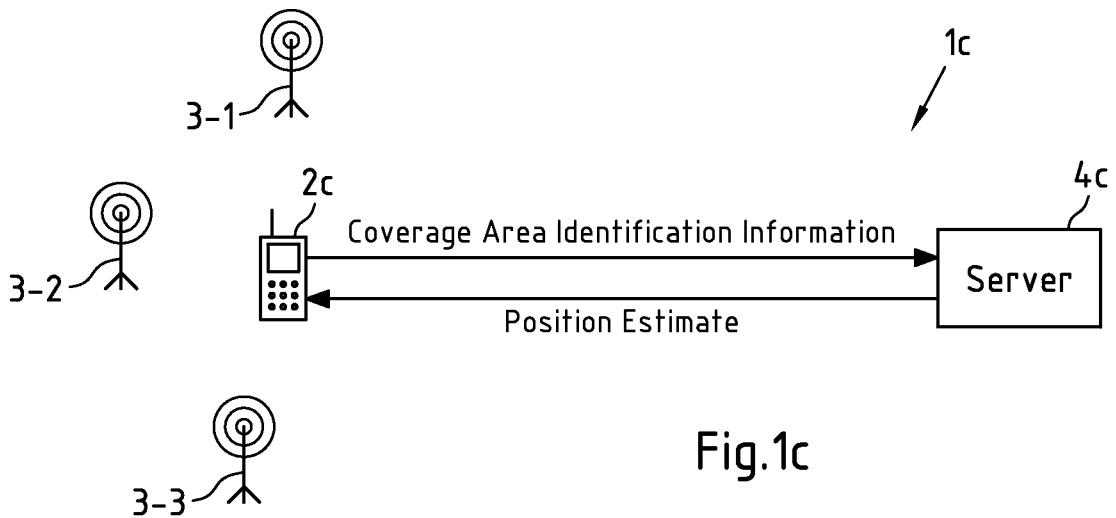 1c
3-1
2c
4c
Coverage Area Identification Information
Server
3-2
Position Estimate
Fig.1c
3-3